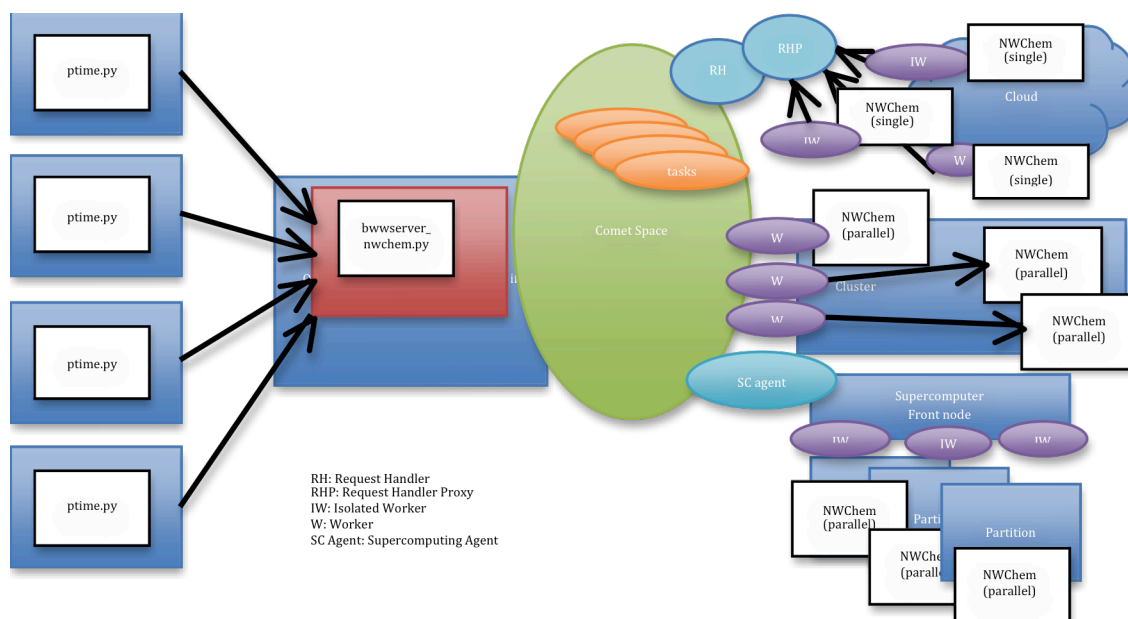 ptime.py
ptime.py
ptime.py
ptime.py
bwwserver_
nwchem.py
Comet Space
tasks
RH
RHP
IW
NWChem
(single)
Cloud
NWChem
(single)
IW
W
NWChem
(single)
W
NWChem
(parallel)
W
Cluster
NWChem
(parallel)
W
NWChem
(parallel)
SC agent
Supercomputer
Front node
IW
IW
IW
NWChem
(parallel)
Partition
NWChem
(parallel)
RH: Request Handler
RHP: Request Handler Proxy
IW: Isolated Worker
W: Worker
SC Agent: Supercomputing Agent